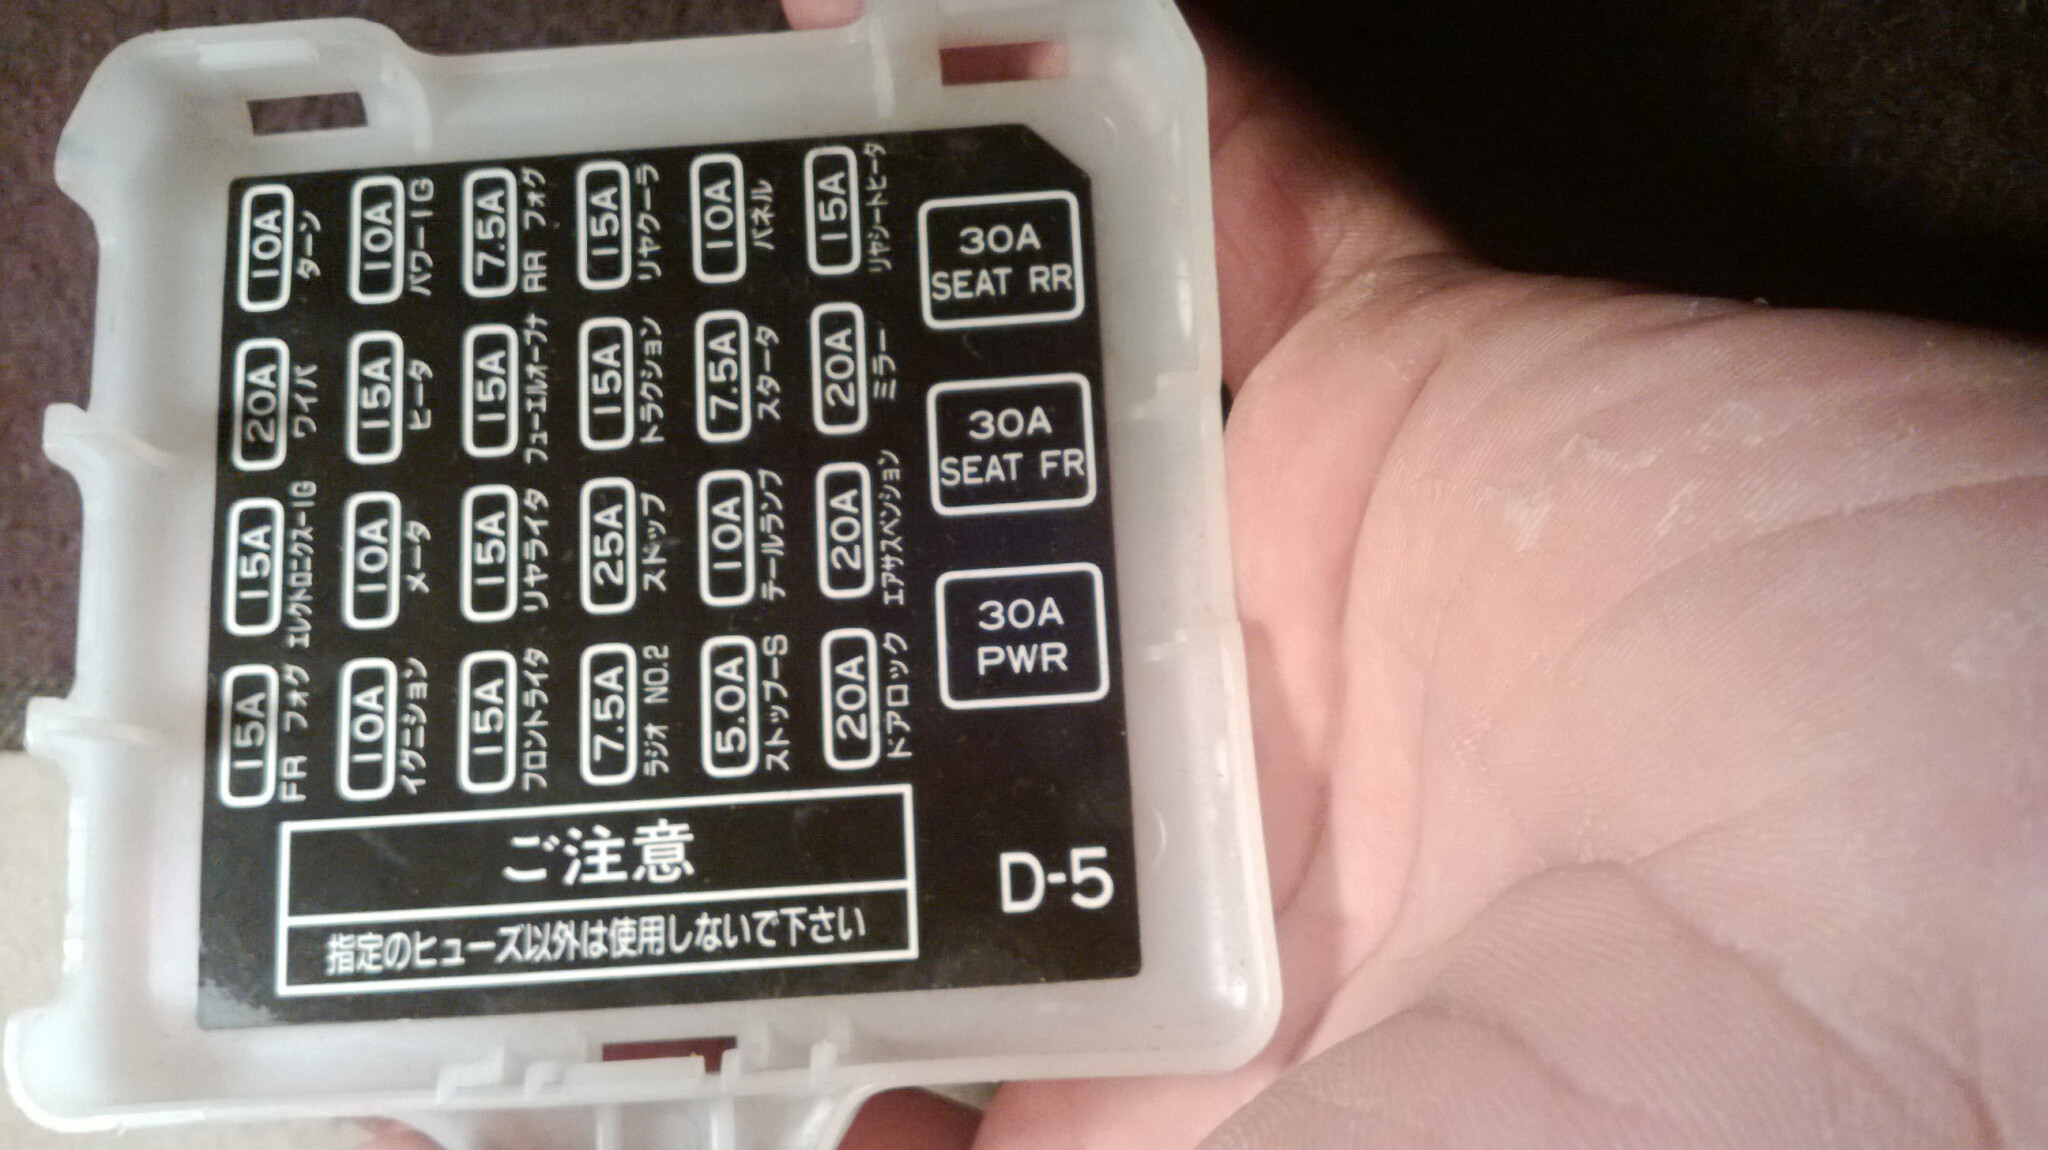 10A
ターン
10A
パワーIG
7.5A
RR フォグ
15A
リヤクーラ
10A
パネル
15A
リヤシートヒータ
30A
SEAT RR
20A
ワイパ
15A
ヒータ
15A
フューエルオープナ
15A
トラクション
7.5A
スタータ
20A
ミラー
30A
SEAT FR
15A
エレクトロニクス-IG
10A
メータ
15A
リヤライタ
25A
ストップ
10A
テールランプ
20A
エアサスペンション
30A
PWR
15A
FR フォグ
10A
イグニション
15A
フロントライタ
7.5A
ラジオ NO.2
5.0A
ストップ-S
20A
ドアロック
ご注意
指定のヒューズ以外は使用しないで下さい
D-5